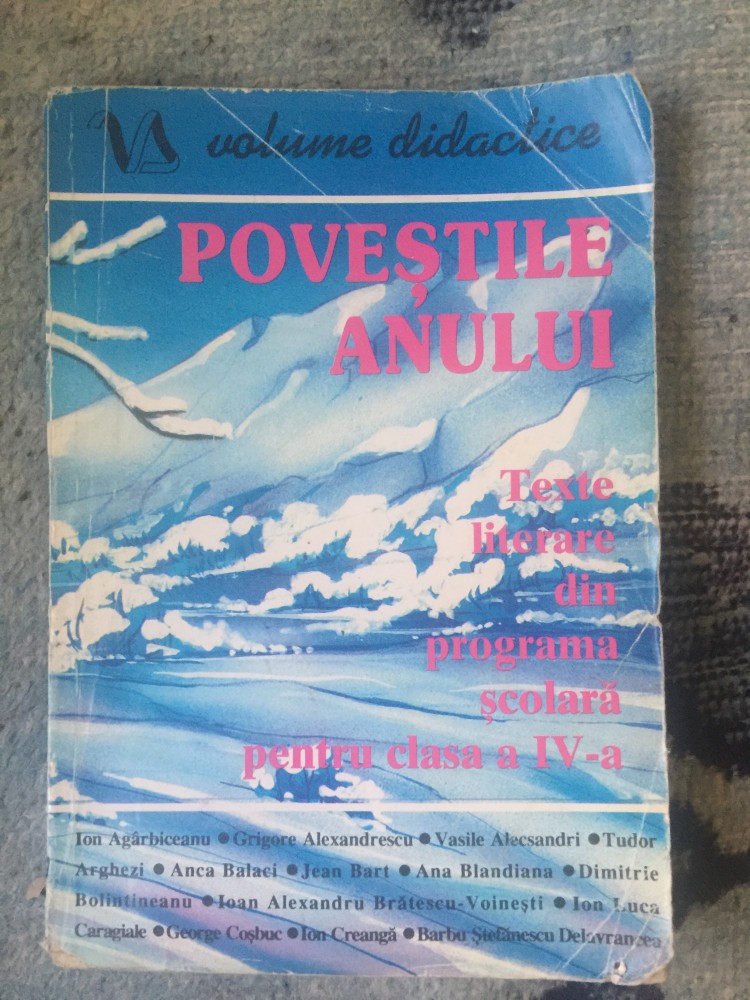 VD volume didactice
POVEȘTILE
ANULUI
Texte
literare
din
programa
școlară
pentru clasa a IV-a
Ion Agârbiceanu ● Grigore Alexandrescu ● Vasile Alecsandri ● Tudor
Arghezi ● Anca Balaci ● Jean Bart ● Ana Blandiana ● Dimitrie
Bolintineanu ● Ioan Alexandru Brătescu-Voinești ● Ion Luca
Caragiale ● George Coșbuc ● Ion Creangă ● Barbu Ștefănescu Delavrancea